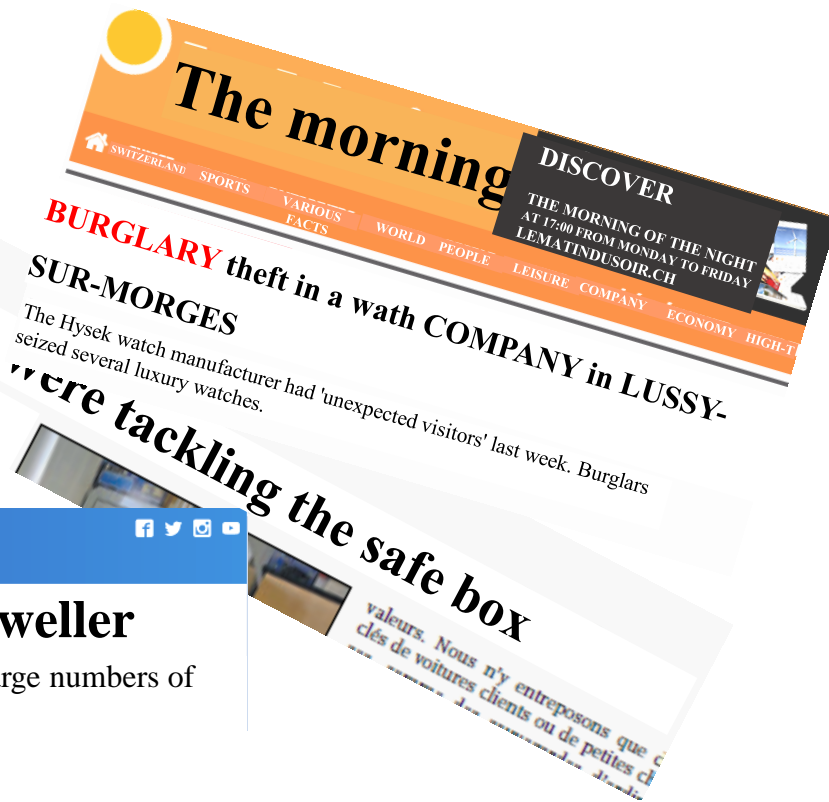 The morning
DISCOVER
THE MORNING OF THE NIGHT
AT 17:00 FROM MONDAY TO FRIDAY
LEMATINDUSOIR.CH
SWITZERLAND SPORTS VARIOUS FACTS WORLD PEOPLE LEISURE COMPANY ECONOMY HIGH-T
BURGLARY theft in a wath COMPANY in LUSSY-
SUR-MORGES
The Hysek watch manufacturer had 'unexpected visitors' last week. Burglars
seized several luxury watches.
were tackling the safe box
valeurs. Nous n'y entreposons que
clés de voitures clients ou de petites
weller
arge numbers of